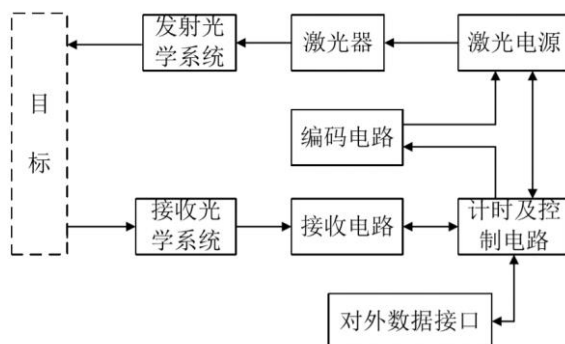 发射光
学系统
激光器
激光电源
目
标
编码电路
接收光
学系统
接收电路
计时及控
制电路
对外数据接口